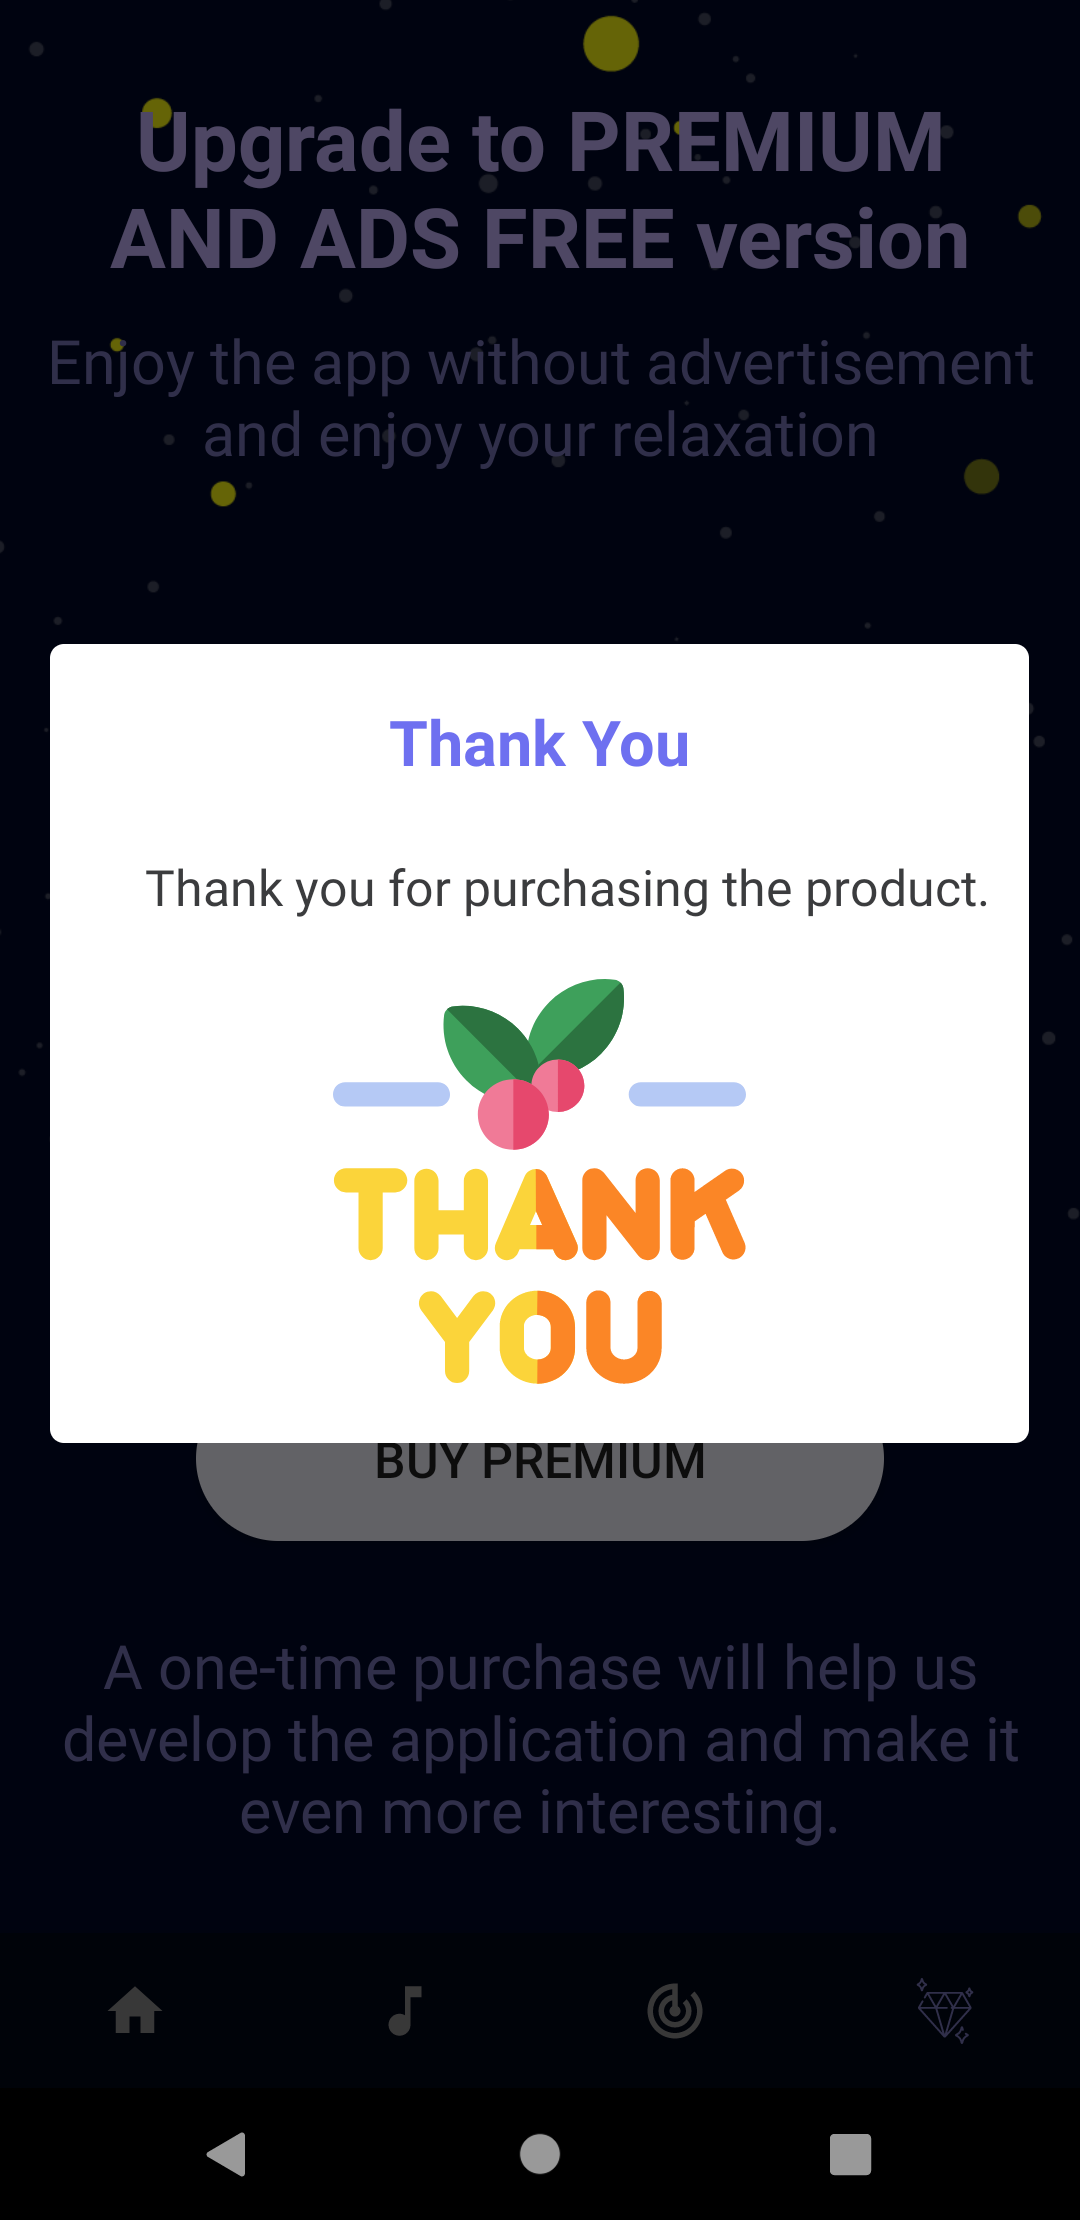 Upgrade to PREMIUM
AND ADS FREE version
Enjoy the app without advertisement
and enjoy your relaxation
Thank You
Thank you for purchasing the product.
THANK
YOU
BUY PREMIUM
A one-time purchase will help us
develop the application and make it
even more interesting.